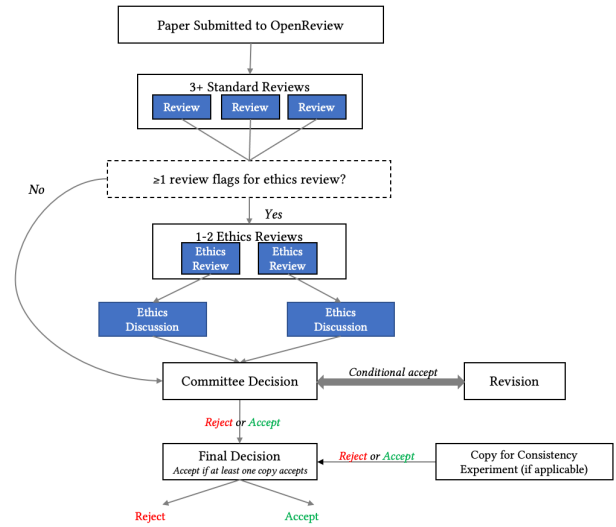 Paper Submitted to OpenReview
3+ Standard Reviews
Review
Review
Review
≥1 review flags for ethics review?
No
Yes
1-2 Ethics Reviews
Ethics
Review
Ethics
Review
Ethics
Discussion
Ethics
Discussion
Committee Decision
Conditional accept
Revision
Reject or Accept
Final Decision
Accept if at least one copy accepts
Reject or Accept
Copy for Consistency
Experiment (if applicable)
Reject
Accept